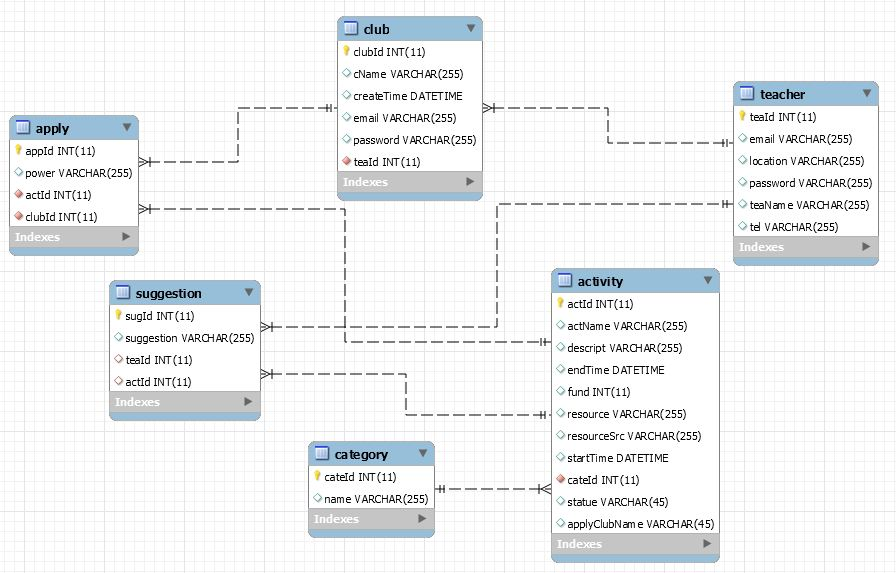 club
clubId INT(11)
cName VARCHAR(255)
createTime DATETIME
email VARCHAR(255)
password VARCHAR(255)
teaId INT(11)
Indexes
teacher
teaId INT(11)
email VARCHAR(255)
location VARCHAR(255)
password VARCHAR(255)
teaName VARCHAR(255)
tel VARCHAR(255)
Indexes
apply
appId INT(11)
power VARCHAR(255)
actId INT(11)
clubId INT(11)
Indexes
suggestion
sugId INT(11)
suggestion VARCHAR(255)
teaId INT(11)
actId INT(11)
Indexes
activity
actId INT(11)
actName VARCHAR(255)
descript VARCHAR(255)
endTime DATETIME
fund INT(11)
resource VARCHAR(255)
resourceSrc VARCHAR(255)
startTime DATETIME
cateId INT(11)
statue VARCHAR(45)
applyClubName VARCHAR(45)
Indexes
category
cateId INT(11)
name VARCHAR(255)
Indexes